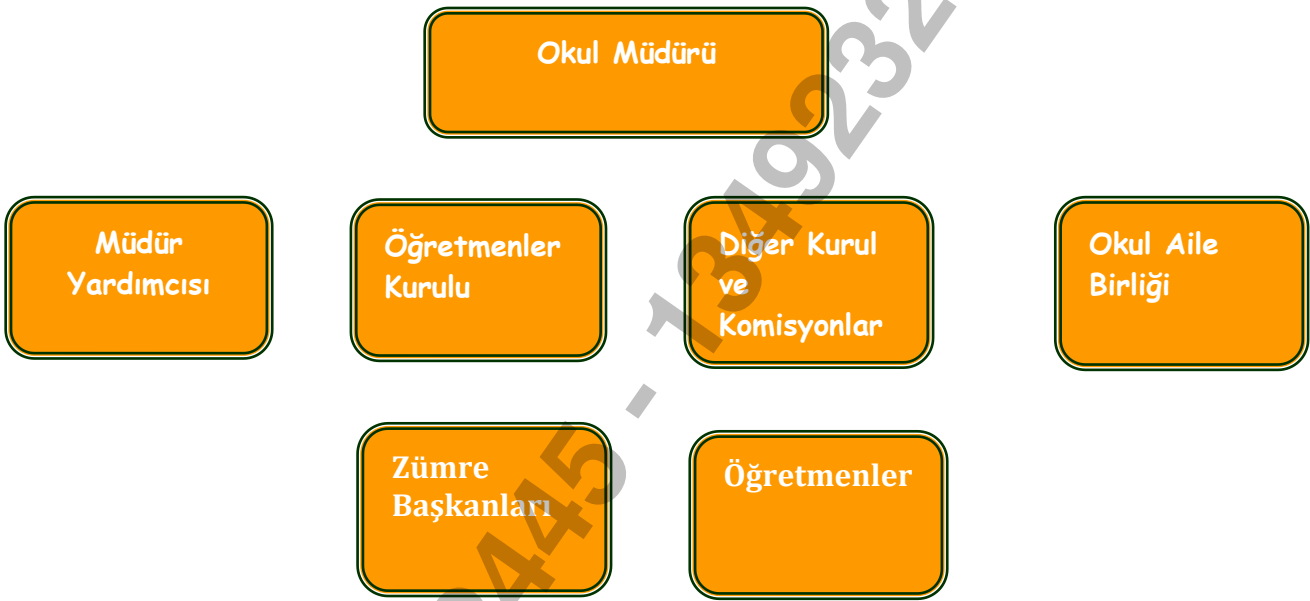 Okul Müdürü
Müdür
Yardımcısı
Öğretmenler
Kurulu
Diğer Kurul
ve
Komisyonlar
Okul Aile
Birliği
Zümre
Başkanları
Öğretmenler